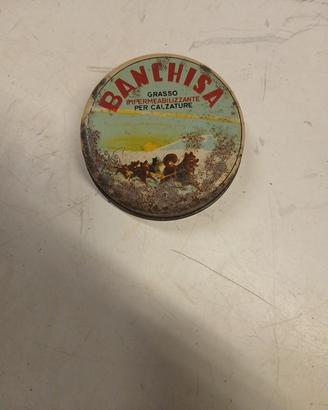 BANCHISA
GRASSO
IMPERMEABILIZZANTE
PER CALZATURE